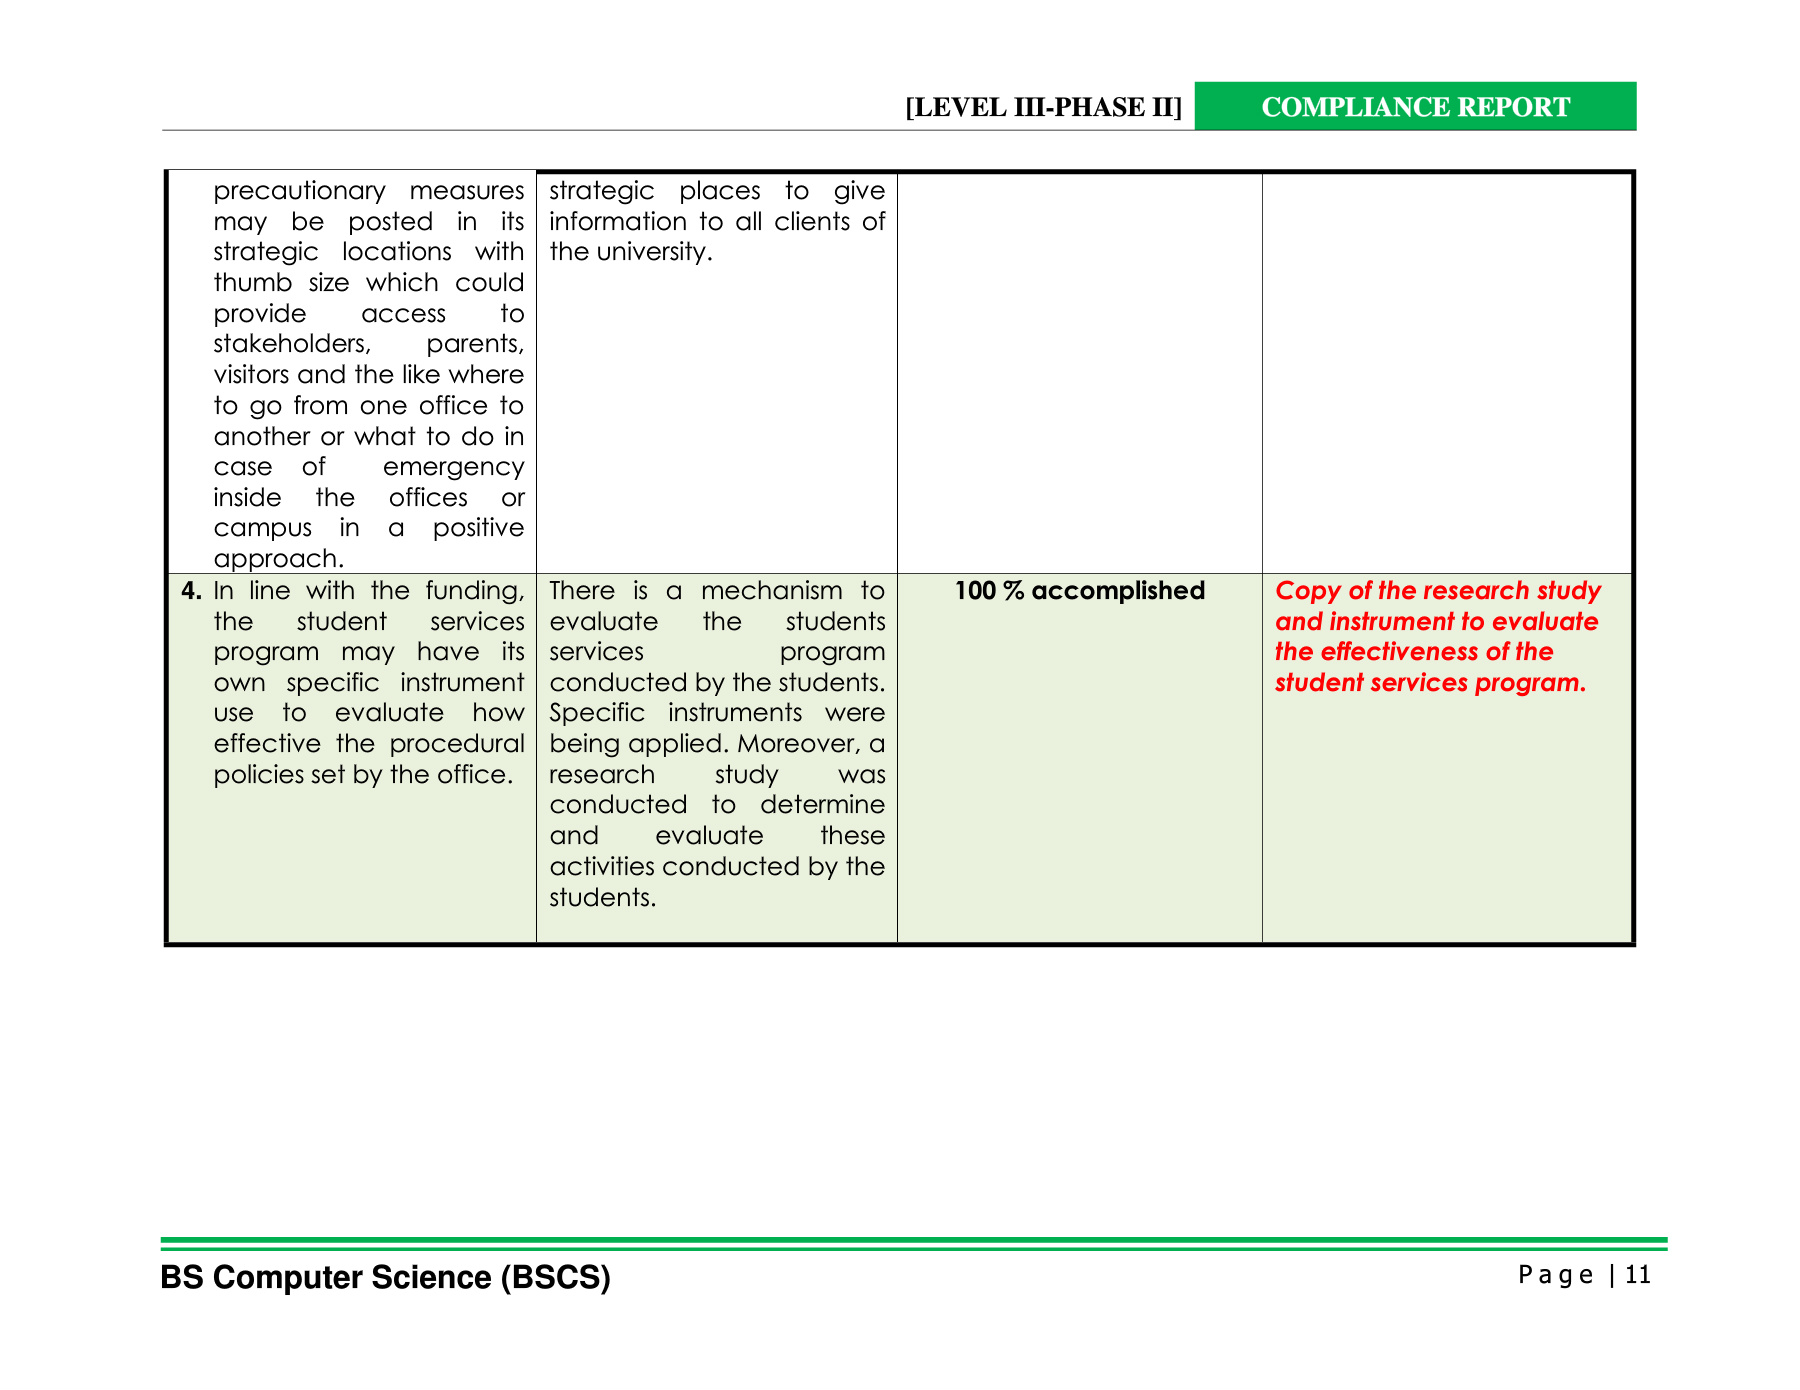 [LEVEL III-PHASE II] COMPLIANCE REPORT
precautionary measures
may be posted in its
strategic locations with
thumb size which could
provide access to
stakeholders, parents,
visitors and the like where
to go from one office to
another or what to do in
case of emergency
inside the offices or
campus in a positive
approach.
strategic places to give
information to all clients of
the university.
4. In line with the funding,
the student services
program may have its
own specific instrument
use to evaluate how
effective the procedural
policies set by the office.
There is a mechanism to
evaluate the students
services program
conducted by the students.
Specific instruments were
being applied. Moreover, a
research study was
conducted to determine
and evaluate these
activities conducted by the
students.
100 % accomplished
Copy of the research study
and instrument to evaluate
the effectiveness of the
student services program.
BS Computer Science (BSCS)
Page | 11